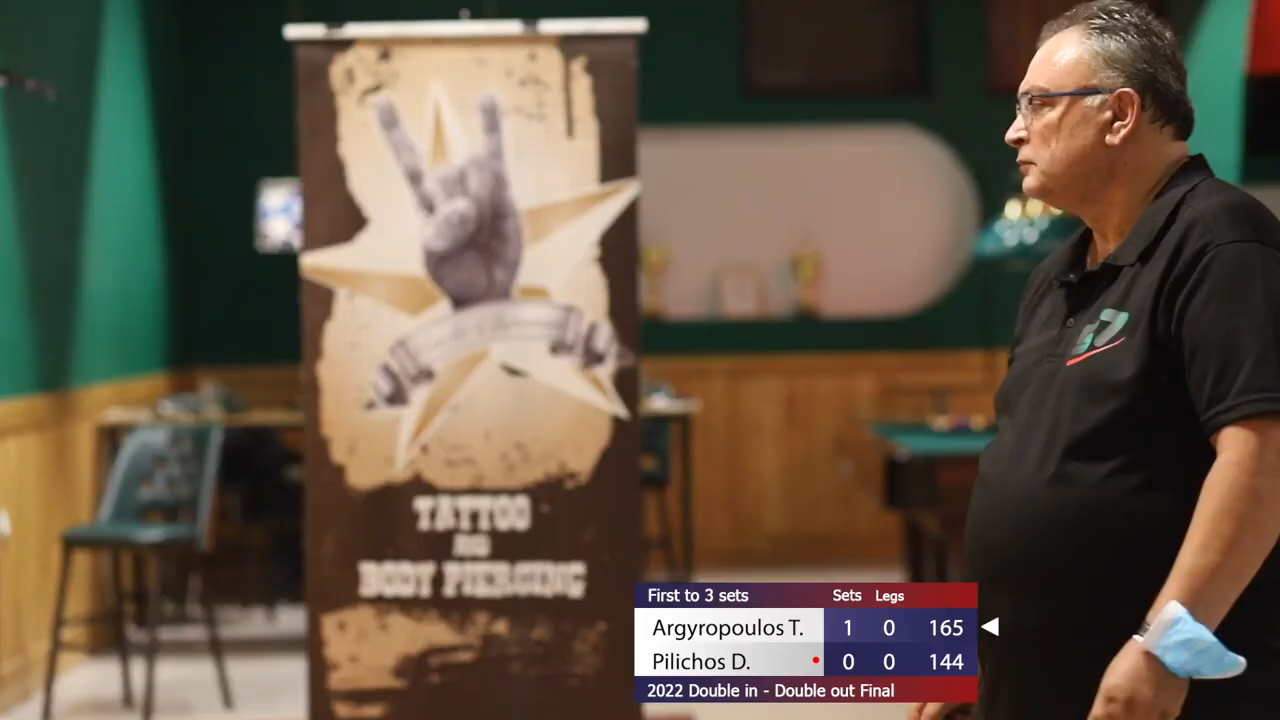 TATTOO
AND
BODY PIERCING
First to 3 sets Sets Legs
Argyropoulos T. 1 0 165
Pilichos D. 0 0 144
2022 Double in - Double out Final